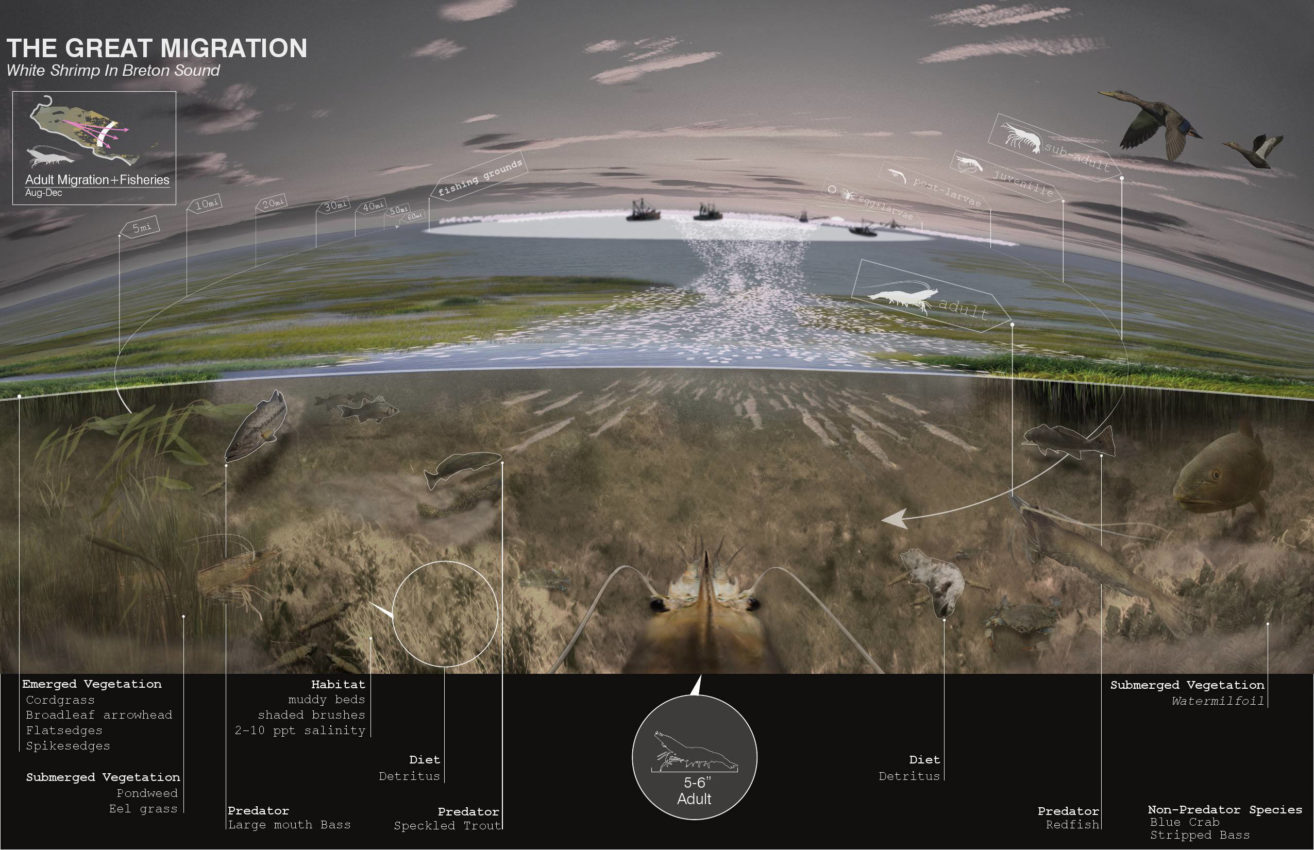 THE GREAT MIGRATION
White Shrimp In Breton Sound
Adult Migration+Fisheries
Aug-Dec
5mi
10mi
20mi
30mi
40mi
50mi
60mi
fishing grounds
egg
larvae
post-larvae
juvenile
sub-adult
adult
Emerged Vegetation
Cordgrass
Broadleaf arrowhead
Flatsedges
Spikesedges
Submerged Vegetation
Pondweed
Eel grass
Predator
Large mouth Bass
Habitat
muddy beds
shaded brushes
2-10 ppt salinity
Diet
Detritus
Predator
Speckled Trout
5-6”
Adult
Diet
Detritus
Predator
Redfish
Submerged Vegetation
Watermilfoil
Non-Predator Species
Blue Crab
Stripped Bass